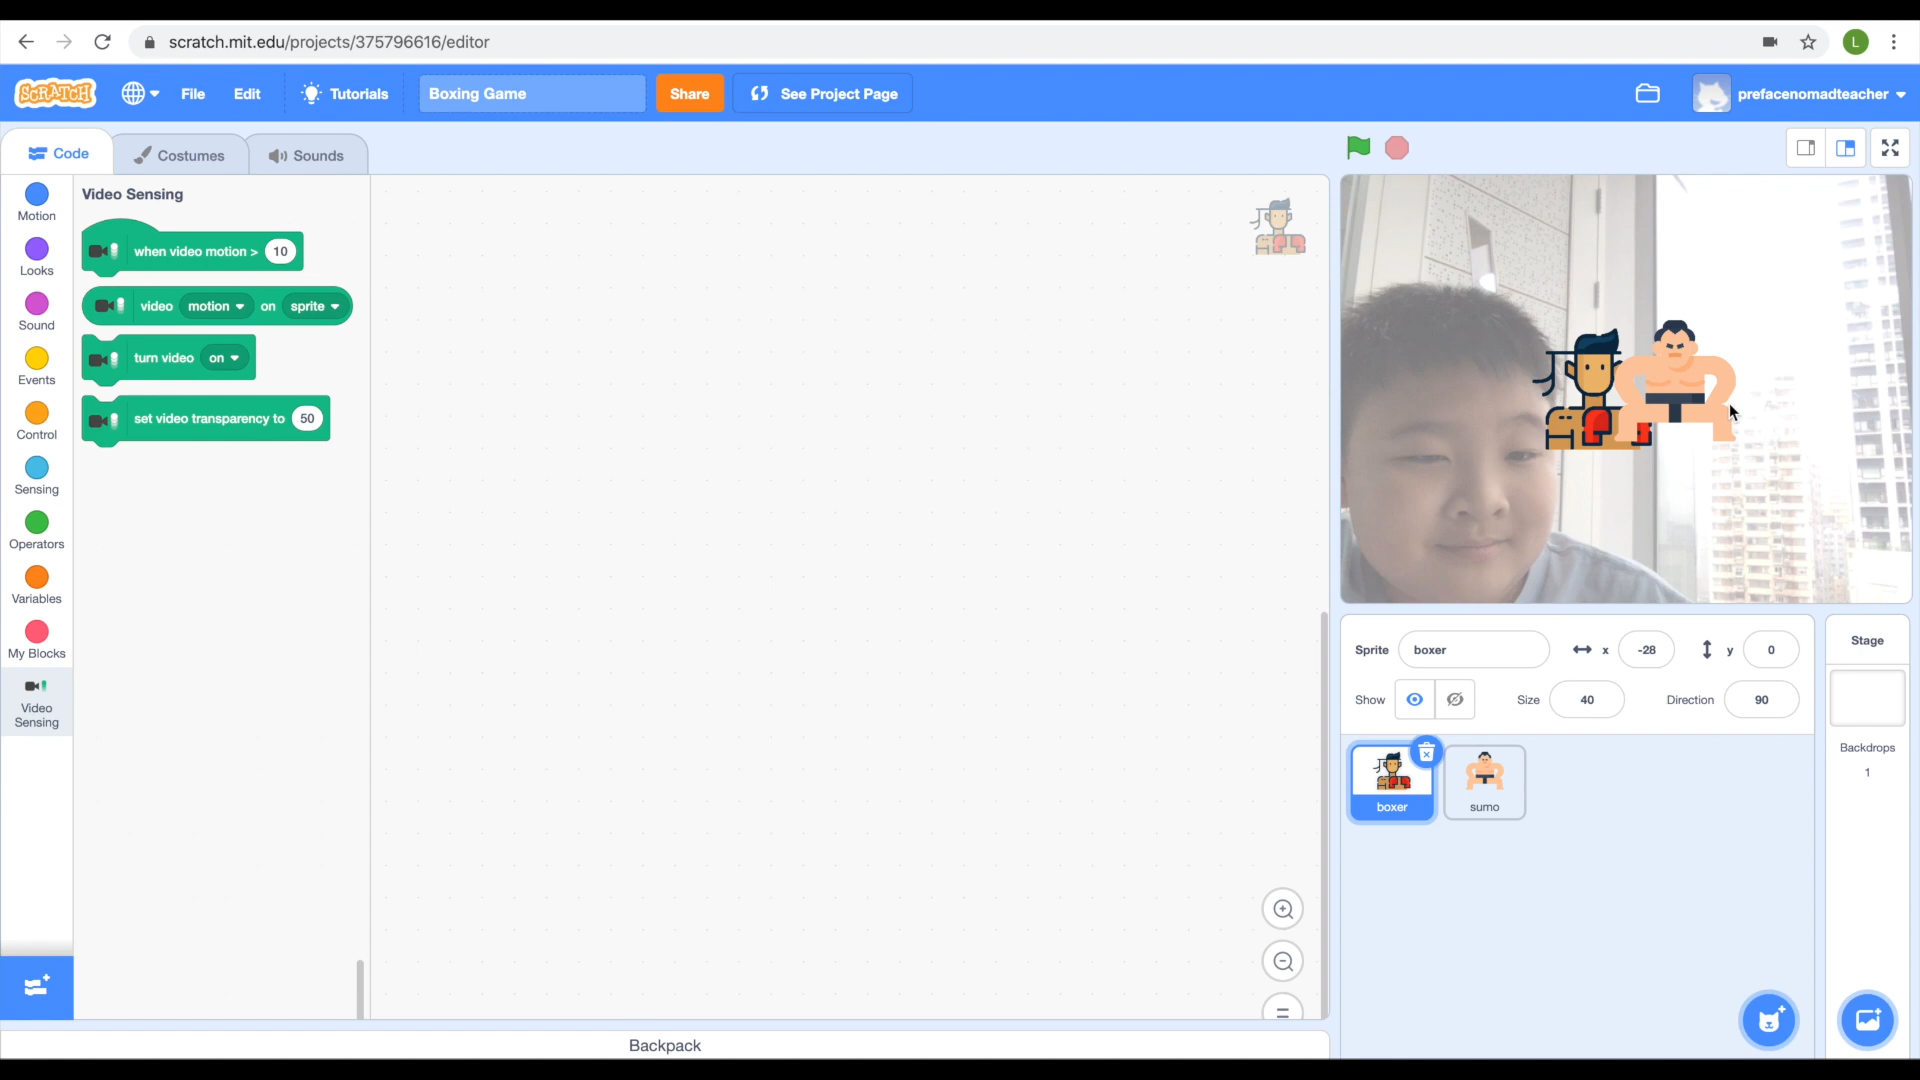 scratch.mit.edu/projects/375796616/editor
L
SCRATCH
File
Edit
Tutorials
Boxing Game
Share
See Project Page
prefacenomadteacher
Code
Costumes
Sounds
Motion
Looks
Sound
Events
Control
Sensing
Operators
Variables
My Blocks
Video
Sensing
Video Sensing
when video motion > 10
video motion on sprite
turn video on
set video transparency to 50
Backpack
Sprite boxer x -28 y 0
Show Size 40 Direction 90
boxer
sumo
Stage
Backdrops
1